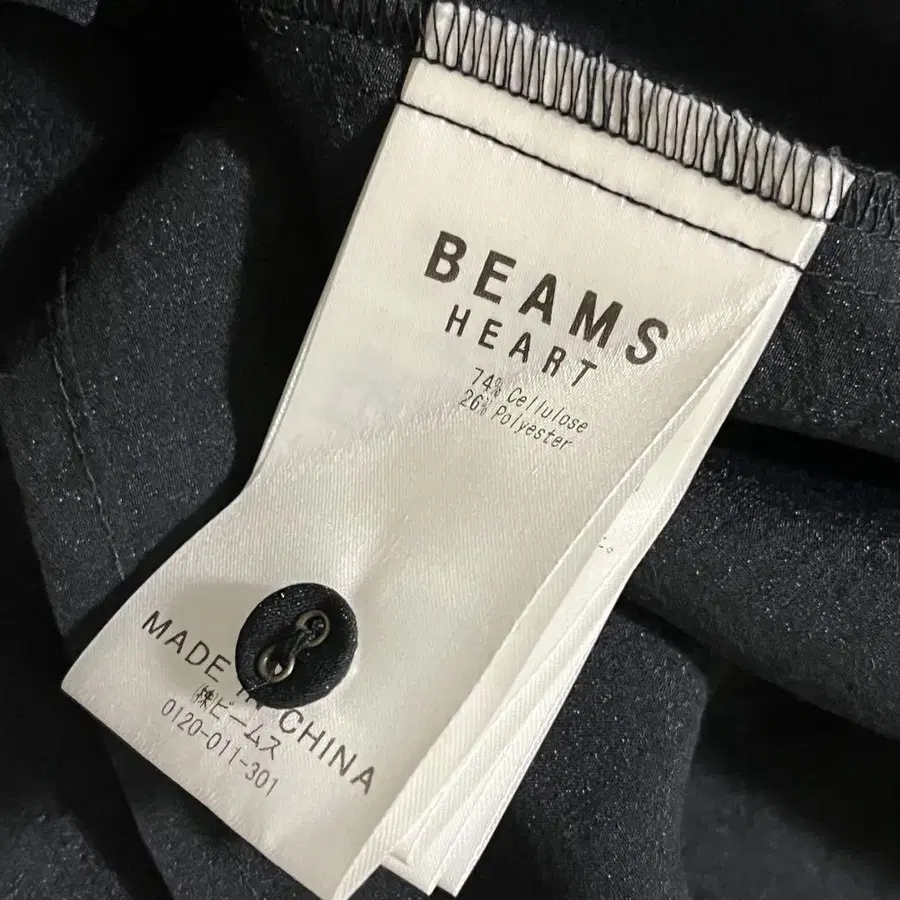 BEAMS
HEART
74% Cellulose
26% Polyester
MADE IN CHINA
㈱ビームス
0120-011-301